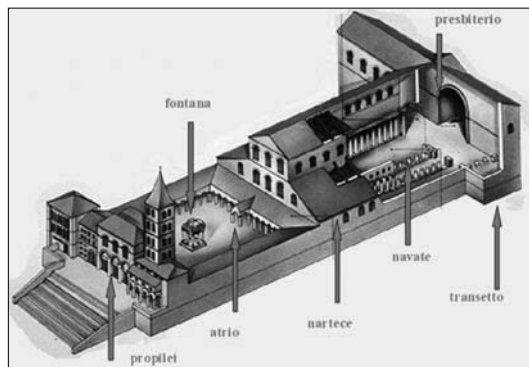 presbiterio
fontana
navate
transetto
nartece
atrio
propilei